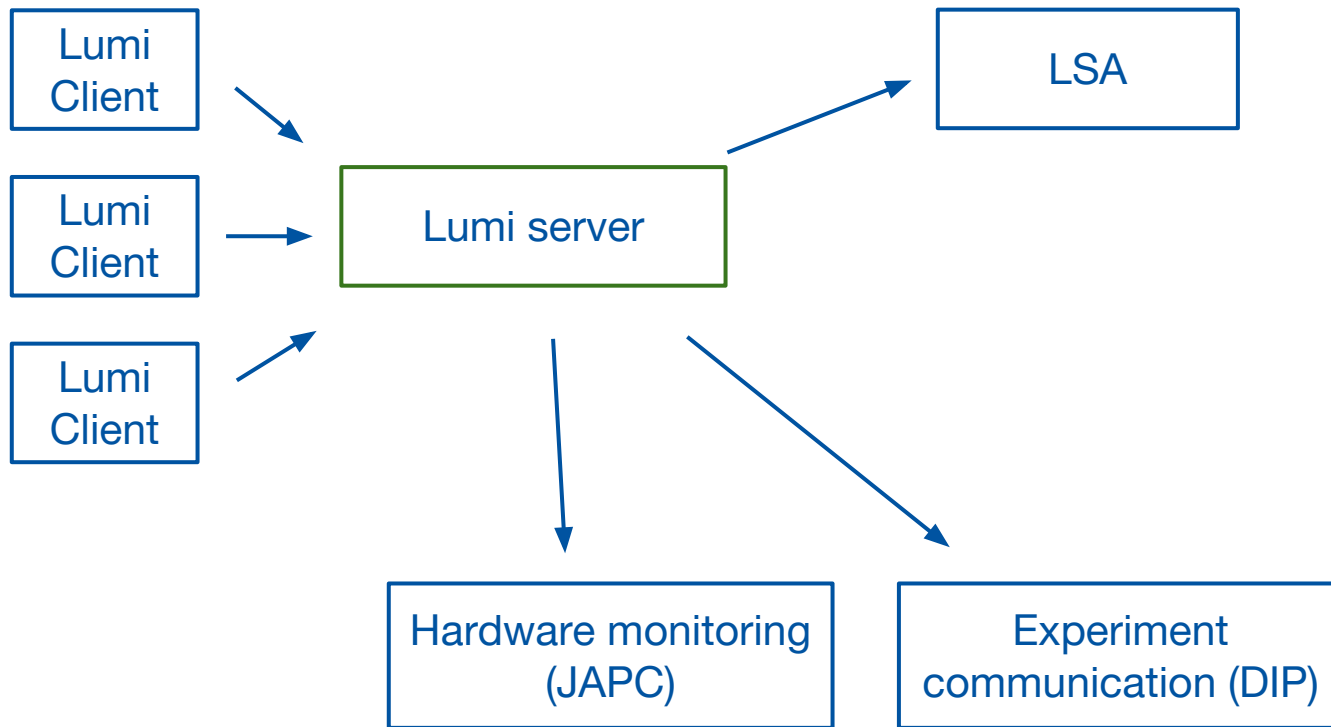 Lumi
Client
LSA
Lumi
Client
Lumi server
Lumi
Client
Hardware monitoring
(JAPC)
Experiment
communication (DIP)